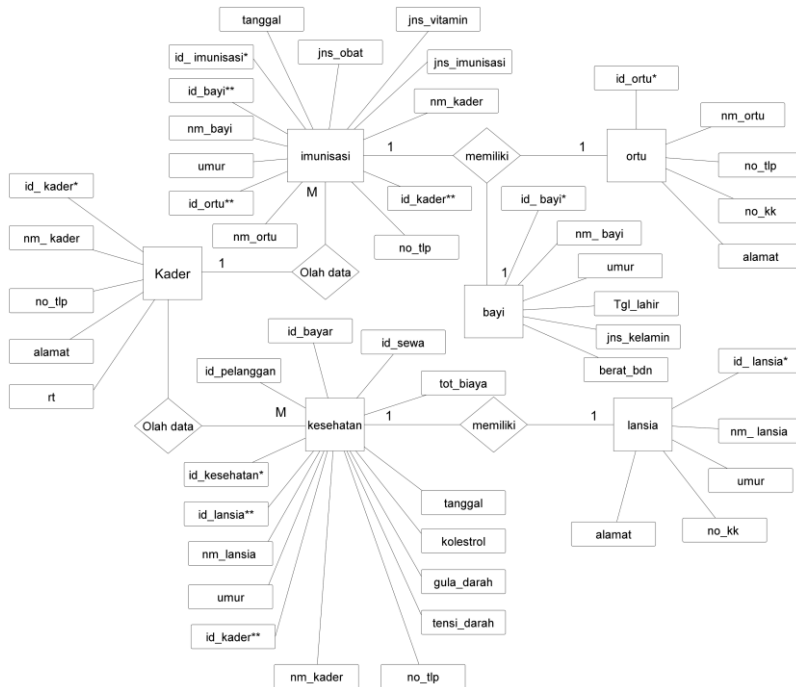 tanggal
jns_vitamin
jns_obat
id_ imunisasi*
jns_imunisasi
id_bayi**
nm_kader
id_ortu*
nm_bayi
nm_ortu
imunisasi
1
memiliki
1
ortu
umur
no_tlp
id_ kader*
id_ortu**
M
id_kader**
id_ bayi*
no_kk
nm_ kader
nm_ortu
no_tlp
nm_ bayi
alamat
Kader
1
Olah data
umur
1
no_tlp
bayi
Tgl_lahir
id_bayar
jns_kelamin
alamat
id_sewa
berat_bdn
id_ lansia*
id_pelanggan
tot_biaya
rt
Olah data
M
kesehatan
1
memiliki
1
lansia
nm_ lansia
id_kesehatan*
umur
tanggal
id_lansia**
no_kk
alamat
kolestrol
nm_lansia
gula_darah
umur
tensi_darah
id_kader**
nm_kader
no_tlp